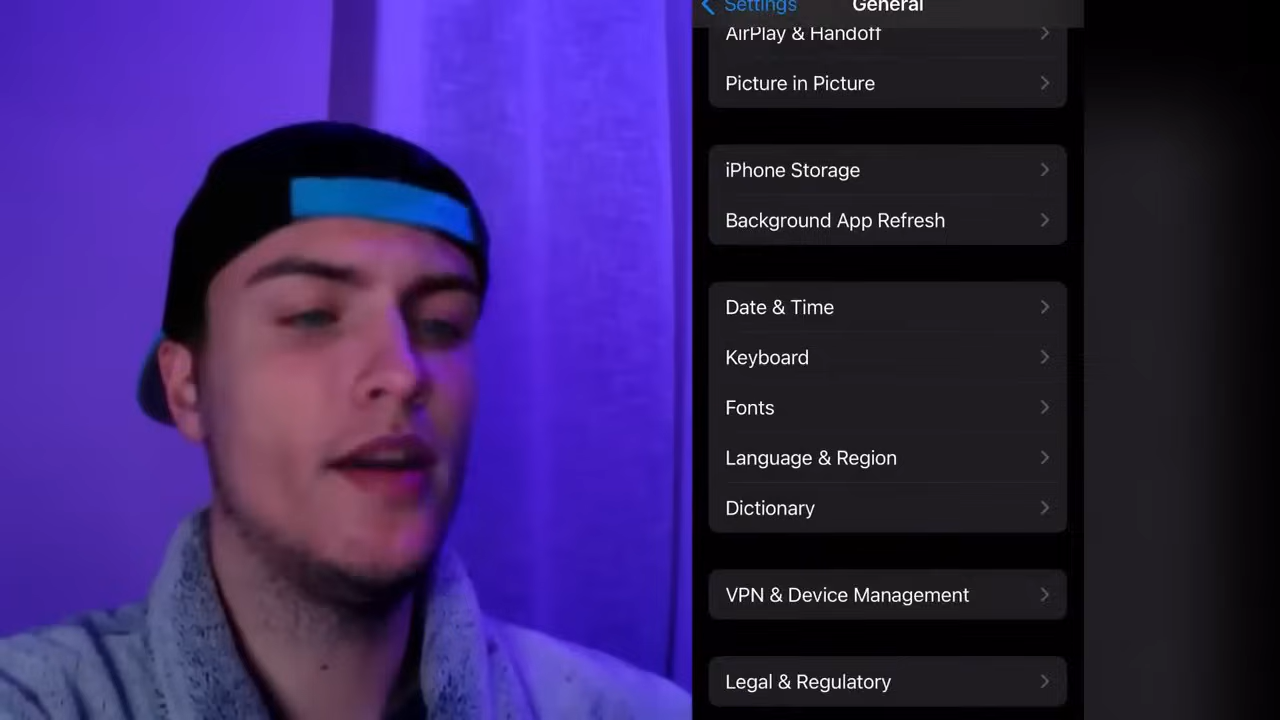 Settings
General
AirPlay & Handoff
Picture in Picture
iPhone Storage
Background App Refresh
Date & Time
Keyboard
Fonts
Language & Region
Dictionary
VPN & Device Management
Legal & Regulatory